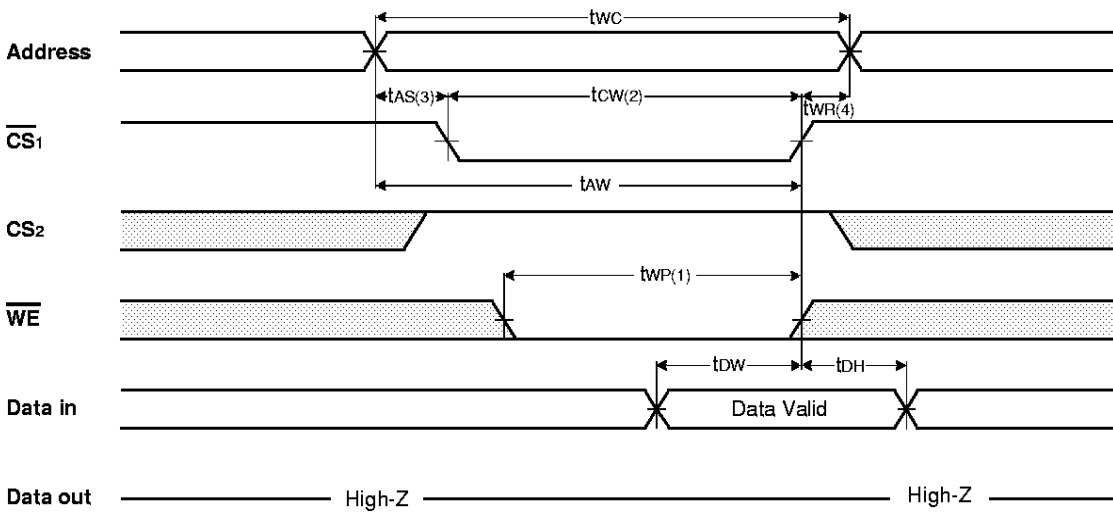 tWC
Address
tAS(3) tCW(2) tWR(4)
CS1
tAW
CS2
tWP(1)
WE
tDW tDH
Data in Data Valid
Data out High-Z High-Z